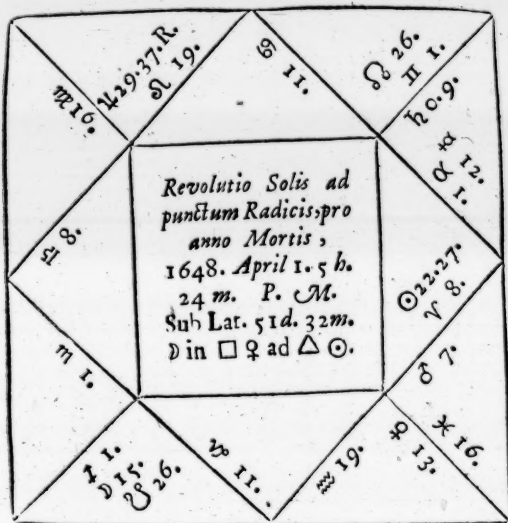 ♃29.37.R.
♌ 19.
♍16.
♋ 11.
☊ 26.
♊ 1.
♄ 0. 9.
☿ 12.
♉ 1.
Revolutio Solis ad
punctum Radicis, pro
anno Mortis,
1648. April 1. 5 h.
24 m. P. M.
Sub Lat. 51d. 32m.
☽ in □ ♀ ad △ ☉.
♎ 8.
☉22.27.
♈ 8.
♂ 7.
♏ 1.
♐ 1.
☽ 15.
☋ 26.
♑ 11.
♒ 19.
♀ 13.
♓ 16.